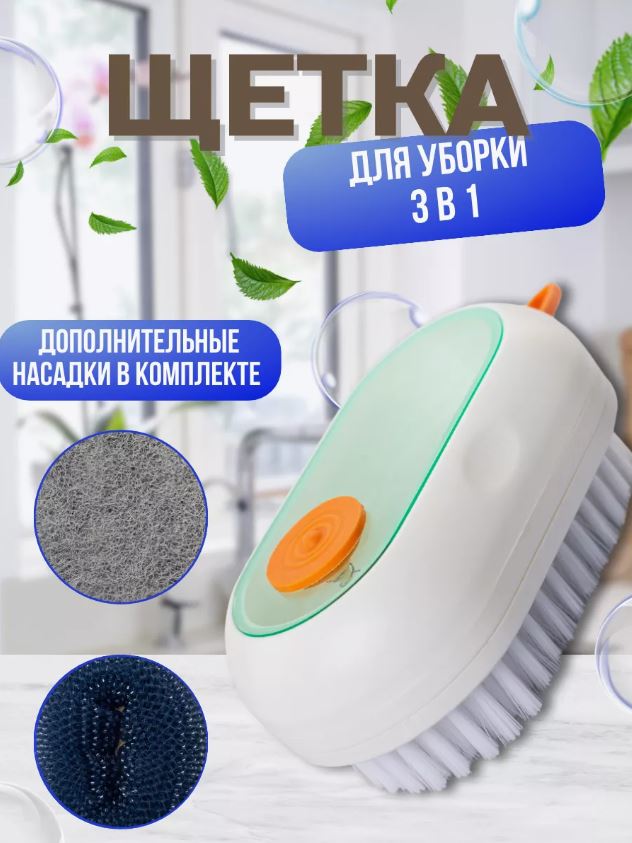 ЩЕТКА
ДЛЯ УБОРКИ
3 В 1
ДОПОЛНИТЕЛЬНЫЕ
НАСАДКИ В КОМПЛЕКТЕ